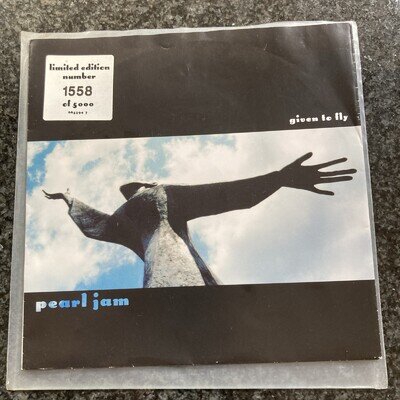 limited edition
number
1558
of 5000
given to fly
pearl jam